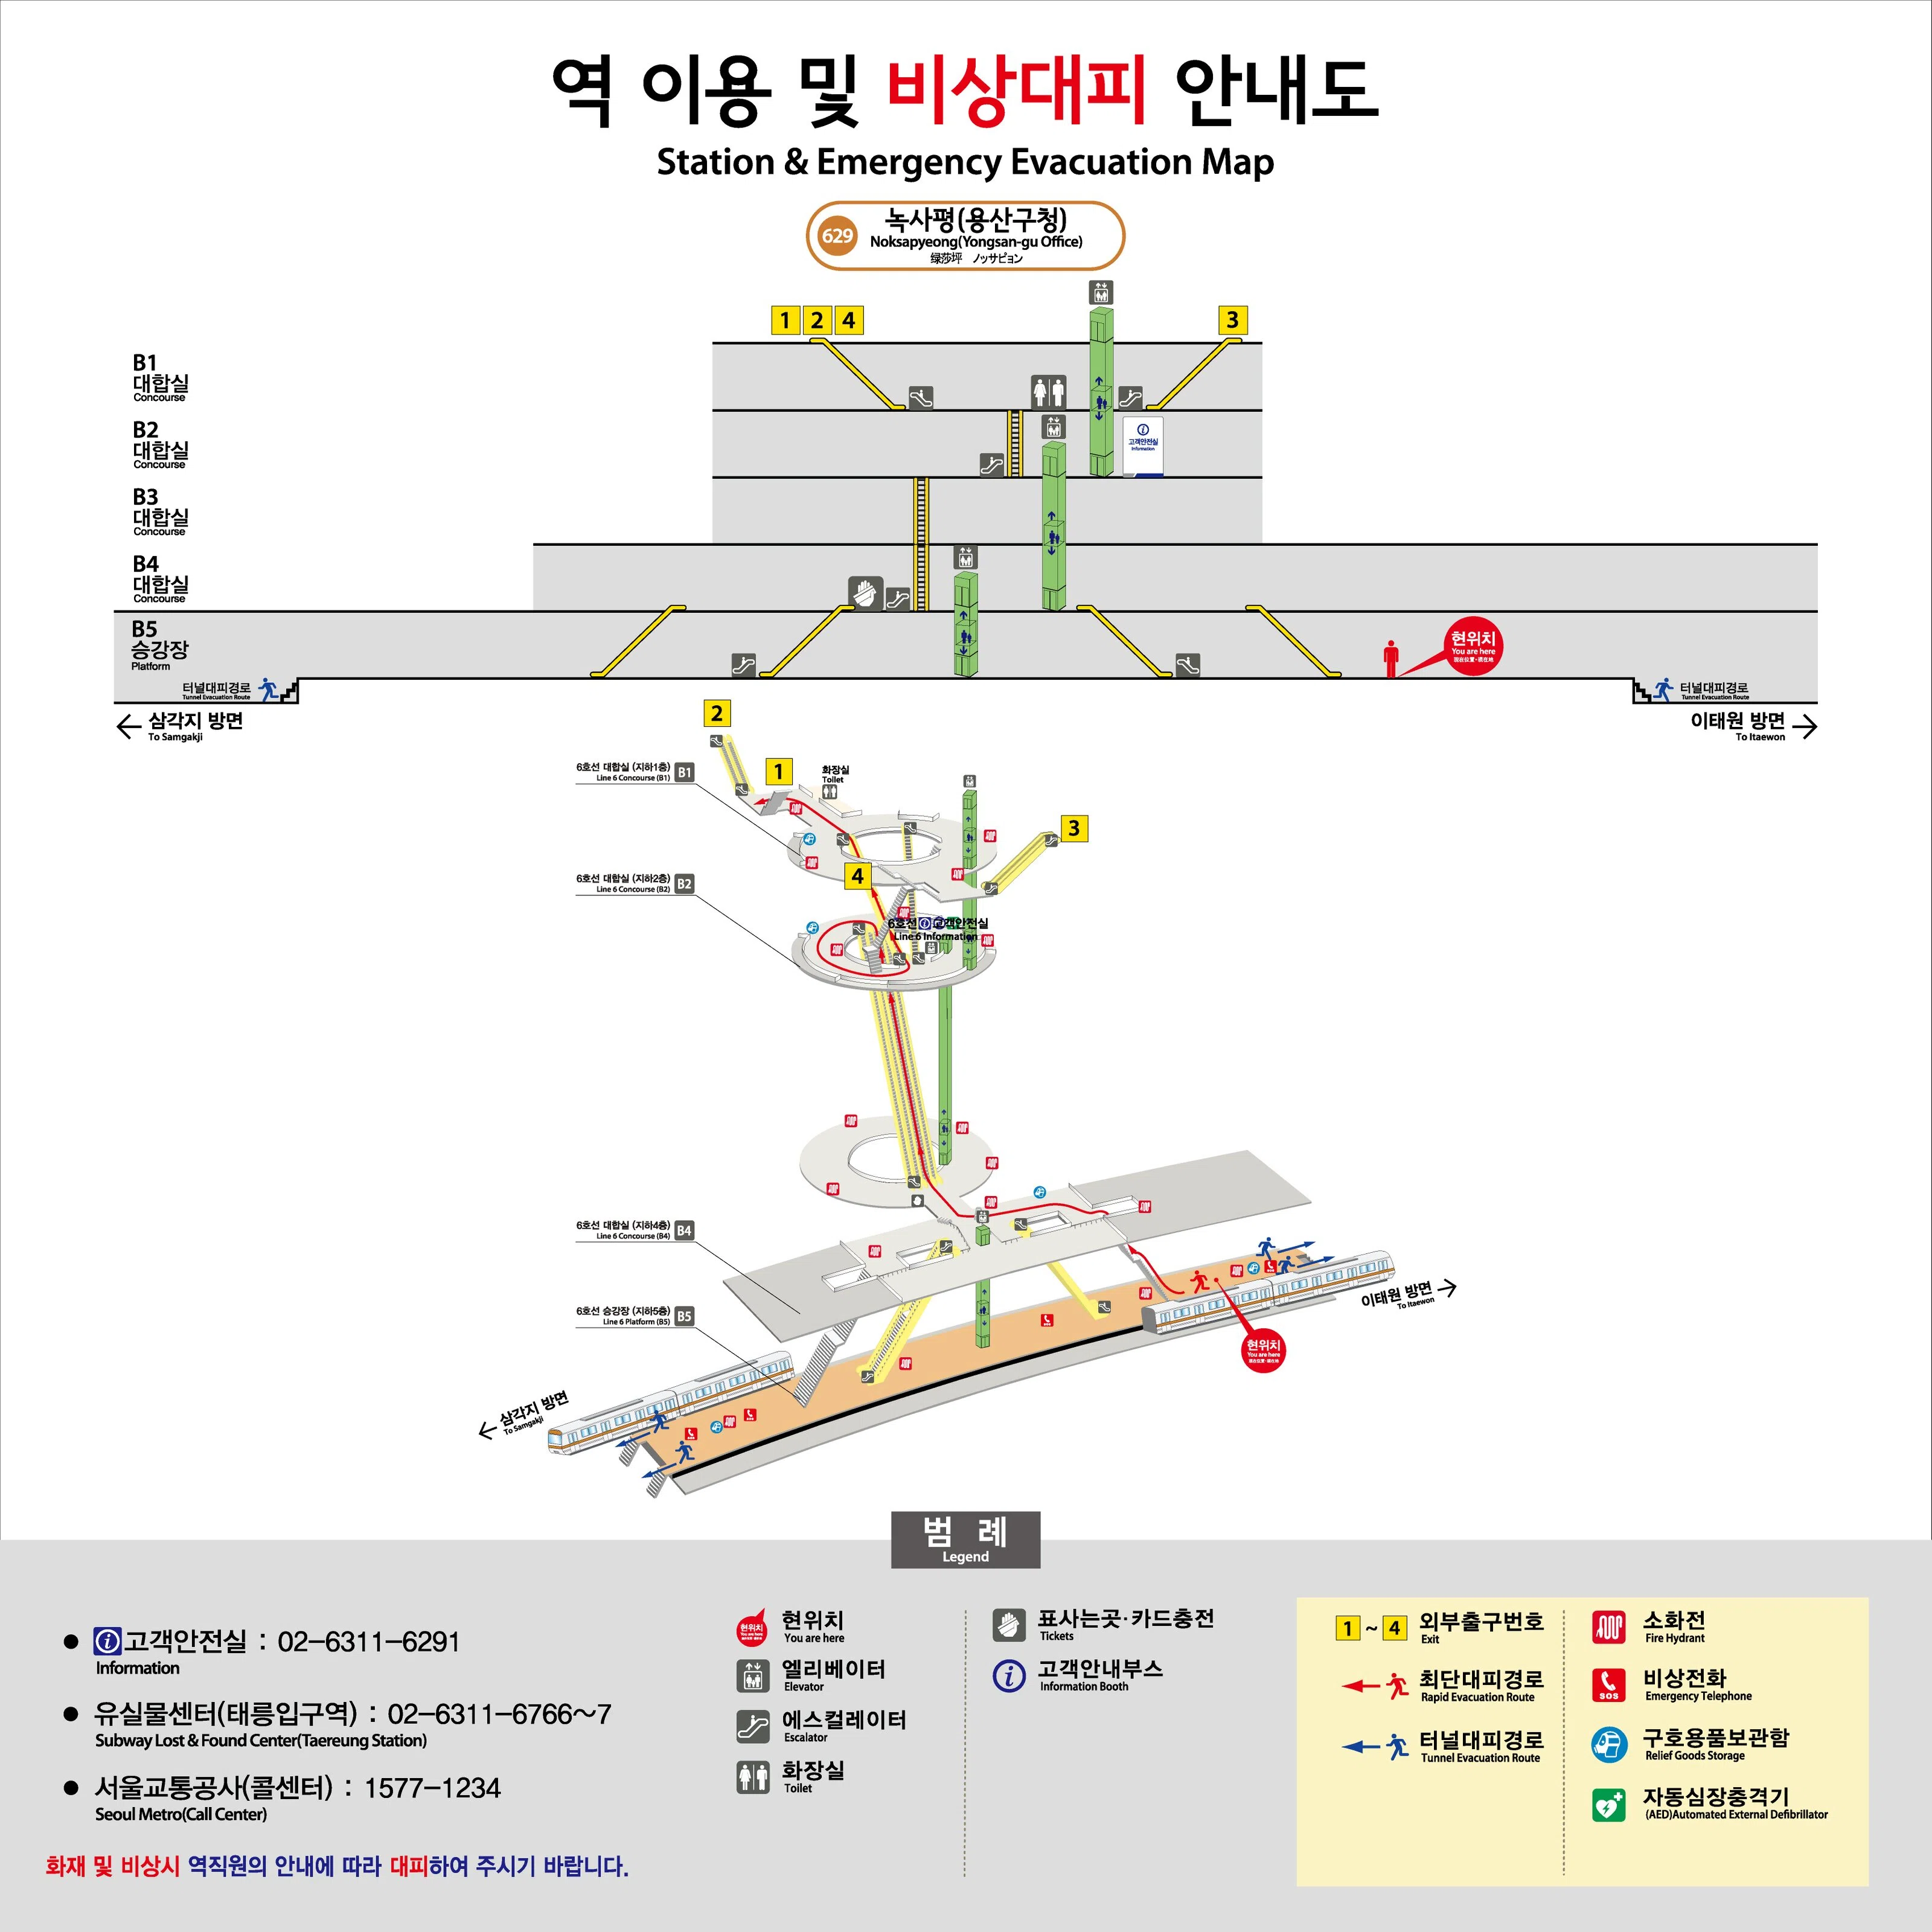 역 이용 및 비상대피 안내도
Station & Emergency Evacuation Map
629
녹사평(용산구청)
Noksapyeong(Yongsan-gu Office)
绿莎坪 ノッサピョン
1 2 4
3
B1
대합실
Concourse
B2
대합실
Concourse
고객안전실
Information
B3
대합실
Concourse
B4
대합실
Concourse
B5
승강장
Platform
현위치
You are here
터널대피경로
Tunnel Evacuation Route
터널대피경로
Tunnel Evacuation Route
삼각지 방면
To Samgakji
이태원 방면
To Itaewon
2
1
화장실
Toilet
6호선 대합실 (지하1층)
Line 6 Concourse (B1)
B1
3
4
6호선 대합실 (지하2층)
Line 6 Concourse (B2)
B2
6호선 고객안전실
Line 6 Information
6호선 대합실 (지하4층)
Line 6 Concourse (B4)
B4
6호선 승강장 (지하5층)
Line 6 Platform (B5)
B5
이태원 방면
To Itaewon
현위치
You are here
삼각지 방면
To Samgakji
범 례
Legend
고객안전실 : 02-6311-6291
Information
유실물센터(태릉입구역) : 02-6311-6766~7
Subway Lost & Found Center(Taereung Station)
서울교통공사(콜센터) : 1577-1234
Seoul Metro(Call Center)
화재 및 비상시 역직원의 안내에 따라 대피하여 주시기 바랍니다.
현위치
현위치
You are here
엘리베이터
Elevator
에스컬레이터
Escalator
화장실
Toilet
표사는곳·카드충전
Tickets
고객안내부스
Information Booth
1 ~ 4 외부출구번호
Exit
최단대피경로
Rapid Evacuation Route
터널대피경로
Tunnel Evacuation Route
소화전
Fire Hydrant
SOS
비상전화
Emergency Telephone
구호용품보관함
Relief Goods Storage
자동심장충격기
(AED)Automated External Defibrillator